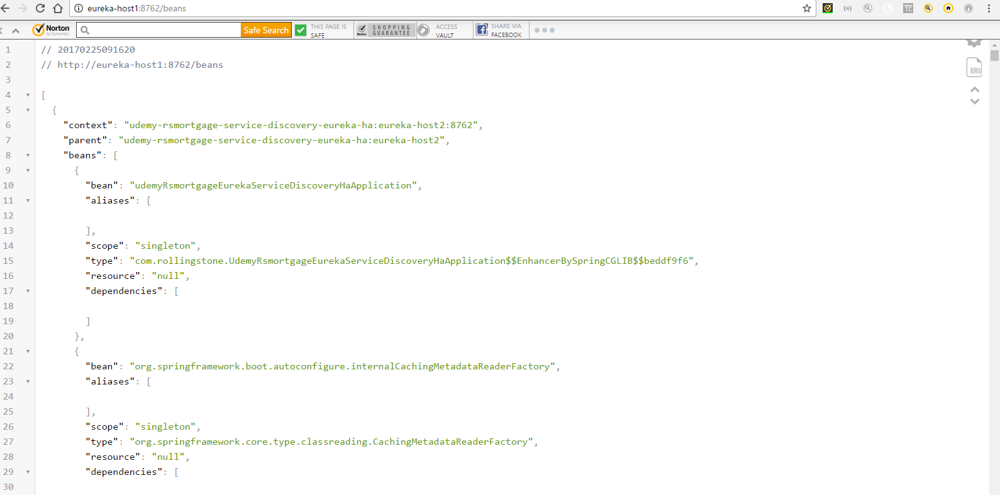 eureka-host1:8762/beans
Norton
by Symantec
Safe Search
THIS PAGE IS
SAFE
Norton
SHOPPING
GUARANTEE
ACCESS
VAULT
SHARE VIA
FACEBOOK
1 // 20170225091620
2 // http://eureka-host1:8762/beans
3
4 [
5 {
6 "context": "udemy-rsmortgage-service-discovery-eureka-ha:eureka-host2:8762",
7 "parent": "udemy-rsmortgage-service-discovery-eureka-ha:eureka-host2",
8 "beans": [
9 {
10 "bean": "udemyRsmortgageEurekaServiceDiscoveryHaApplication",
11 "aliases": [
12
13 ],
14 "scope": "singleton",
15 "type": "com.rollingstone.UdemyRsmortgageEurekaServiceDiscoveryHaApplication$$EnhancerBySpringCGLIB$$beddf9f6",
16 "resource": "null",
17 "dependencies": [
18
19 ]
20 },
21 {
22 "bean": "org.springframework.boot.autoconfigure.internalCachingMetadataReaderFactory",
23 "aliases": [
24
25 ],
26 "scope": "singleton",
27 "type": "org.springframework.core.type.classreading.CachingMetadataReaderFactory",
28 "resource": "null",
29 "dependencies": [
30
TC
RAW